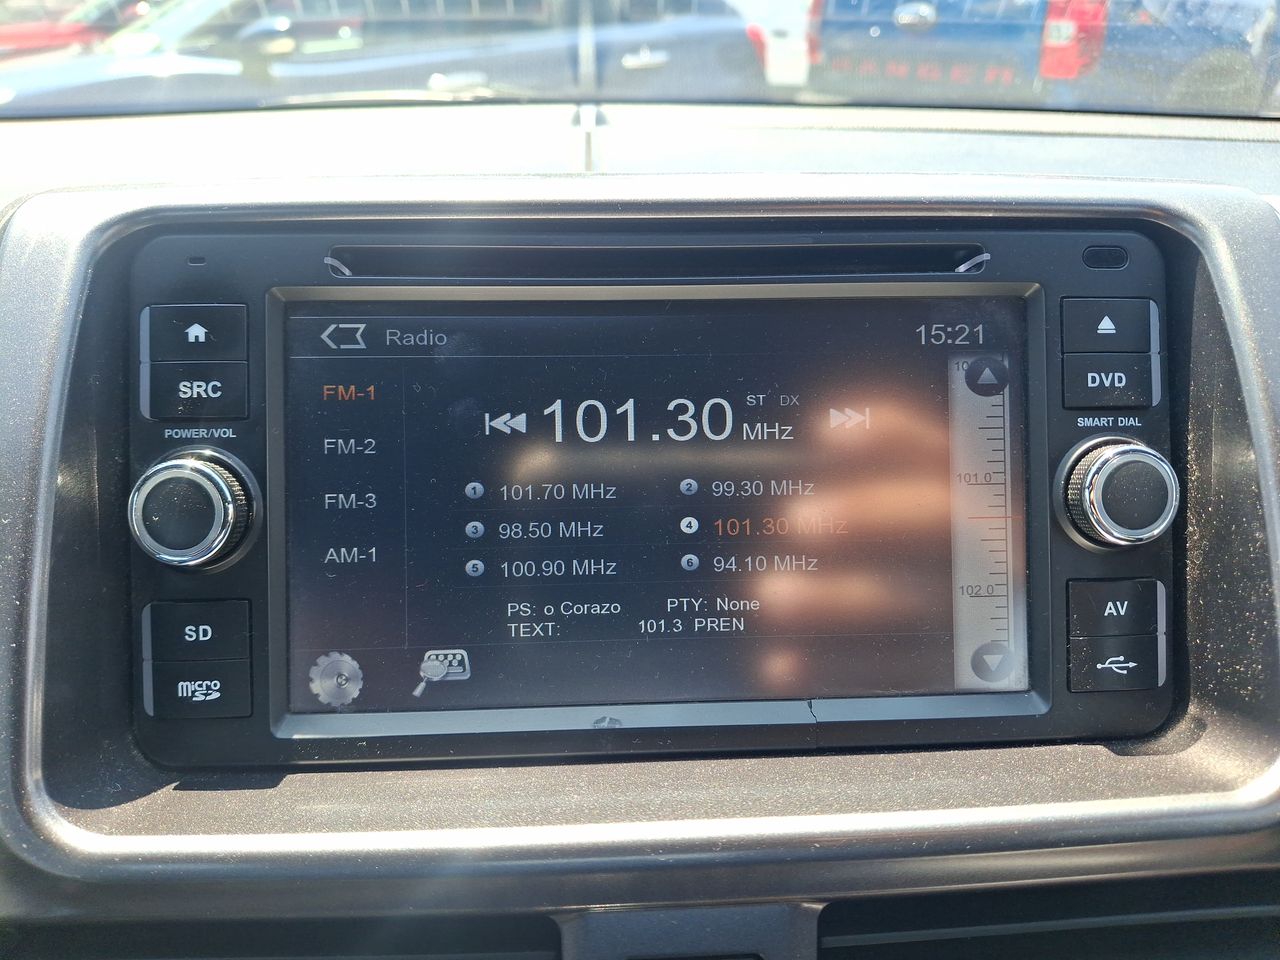 RANGER
Radio
15:21
SRC
POWER/VOL
SD
micro SD
FM-1
FM-2
FM-3
AM-1
101.30 MHz
ST DX
1 101.70 MHz
2 99.30 MHz
3 98.50 MHz
4 101.30 MHz
5 100.90 MHz
6 94.10 MHz
PS: o Corazo
PTY: None
TEXT: 101.3 PREN
101.0
102.0
DVD
SMART DIAL
AV